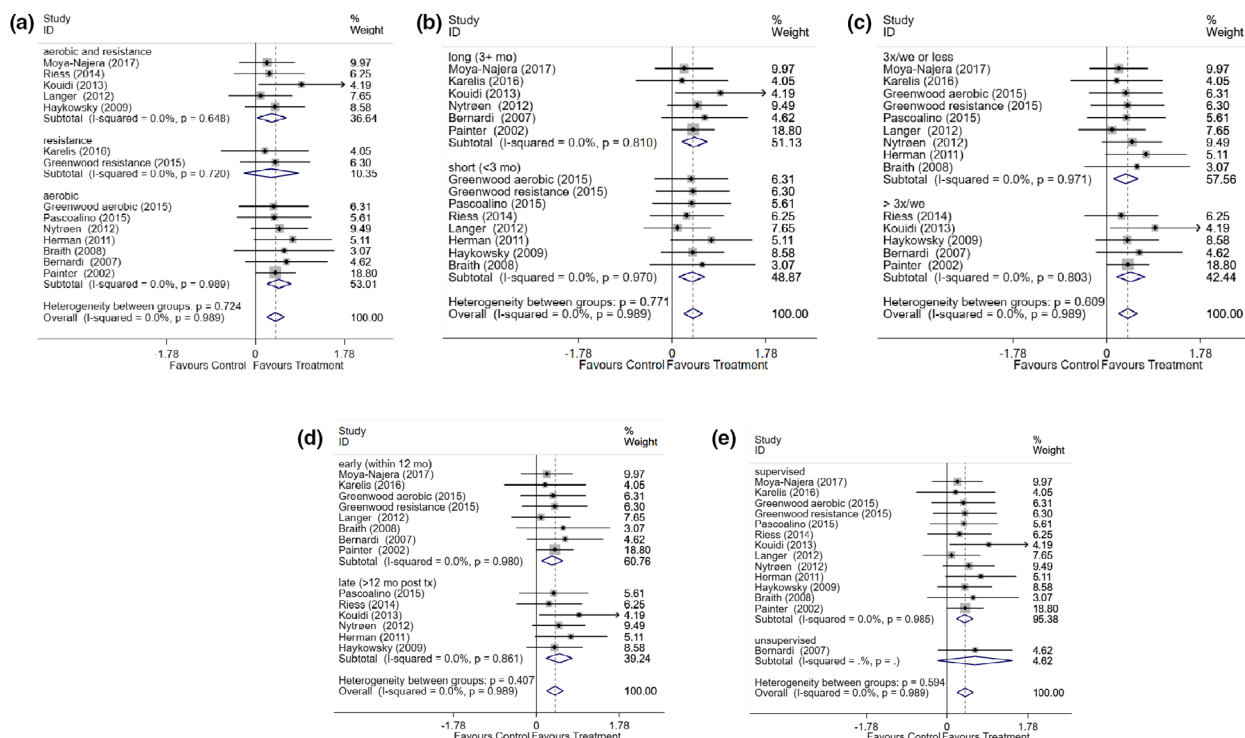 (a)
Study %
ID Weight
aerobic and resistance
Moya-Najera (2017) 9.97
Riess (2014) 6.25
Kouidi (2013) 4.19
Langer (2012) 7.65
Haykowsky (2009) 8.58
Subtotal (I-squared = 0.0%, p = 0.648) 36.64
resistance
Karelis (2016) 4.05
Greenwood resistance (2015) 6.30
Subtotal (I-squared = 0.0%, p = 0.720) 10.35
aerobic
Greenwood aerobic (2015) 6.31
Pascoalino (2015) 5.61
Nytrøen (2012) 9.49
Herman (2011) 5.11
Braith (2008) 3.07
Bernardi (2007) 4.62
Painter (2002) 18.80
Subtotal (I-squared = 0.0%, p = 0.989) 53.01
Heterogeneity between groups: p = 0.724
Overall (I-squared = 0.0%, p = 0.989) 100.00
-1.78 0 1.78
Favours Control Favours Treatment
(b)
Study %
ID Weight
long (3+ mo)
Moya-Najera (2017) 9.97
Karelis (2016) 4.05
Kouidi (2013) 4.19
Nytrøen (2012) 9.49
Bernardi (2007) 4.62
Painter (2002) 18.80
Subtotal (I-squared = 0.0%, p = 0.810) 51.13
short (<3 mo)
Greenwood aerobic (2015) 6.31
Greenwood resistance (2015) 6.30
Pascoalino (2015) 5.61
Riess (2014) 6.25
Langer (2012) 7.65
Herman (2011) 5.11
Haykowsky (2009) 8.58
Braith (2008) 3.07
Subtotal (I-squared = 0.0%, p = 0.970) 48.87
Heterogeneity between groups: p = 0.771
Overall (I-squared = 0.0%, p = 0.989) 100.00
-1.78 0 1.78
Favours Control Favours Treatment
(c)
Study %
ID Weight
3x/we or less
Moya-Najera (2017) 9.97
Karelis (2016) 4.05
Greenwood aerobic (2015) 6.31
Greenwood resistance (2015) 6.30
Pascoalino (2015) 5.61
Langer (2012) 7.65
Nytrøen (2012) 9.49
Herman (2011) 5.11
Braith (2008) 3.07
Subtotal (I-squared = 0.0%, p = 0.971) 57.56
> 3x/we
Riess (2014) 6.25
Kouidi (2013) 4.19
Haykowsky (2009) 8.58
Bernardi (2007) 4.62
Painter (2002) 18.80
Subtotal (I-squared = 0.0%, p = 0.803) 42.44
Heterogeneity between groups: p = 0.609
Overall (I-squared = 0.0%, p = 0.989) 100.00
-1.78 0 1.78
Favours Control Favours Treatment
(d)
Study %
ID Weight
early (within 12 mo)
Moya-Najera (2017) 9.97
Karelis (2016) 4.05
Greenwood aerobic (2015) 6.31
Greenwood resistance (2015) 6.30
Langer (2012) 7.65
Braith (2008) 3.07
Bernardi (2007) 4.62
Painter (2002) 18.80
Subtotal (I-squared = 0.0%, p = 0.980) 60.76
late (>12 mo post tx)
Pascoalino (2015) 5.61
Riess (2014) 6.25
Kouidi (2013) 4.19
Nytrøen (2012) 9.49
Herman (2011) 5.11
Haykowsky (2009) 8.58
Subtotal (I-squared = 0.0%, p = 0.861) 39.24
Heterogeneity between groups: p = 0.407
Overall (I-squared = 0.0%, p = 0.989) 100.00
-1.78 0 1.78
Favours Control Favours Treatment
(e)
Study %
ID Weight
supervised
Moya-Najera (2017) 9.97
Karelis (2016) 4.05
Greenwood aerobic (2015) 6.31
Greenwood resistance (2015) 6.30
Pascoalino (2015) 5.61
Riess (2014) 6.25
Kouidi (2013) 4.19
Langer (2012) 7.65
Nytrøen (2012) 9.49
Herman (2011) 5.11
Haykowsky (2009) 8.58
Braith (2008) 3.07
Painter (2002) 18.80
Subtotal (I-squared = 0.0%, p = 0.985) 95.38
unsupervised
Bernardi (2007) 4.62
Subtotal (I-squared = .%, p = .) 4.62
Heterogeneity between groups: p = 0.594
Overall (I-squared = 0.0%, p = 0.989) 100.00
-1.78 0 1.78
Favours Control Favours Treatment